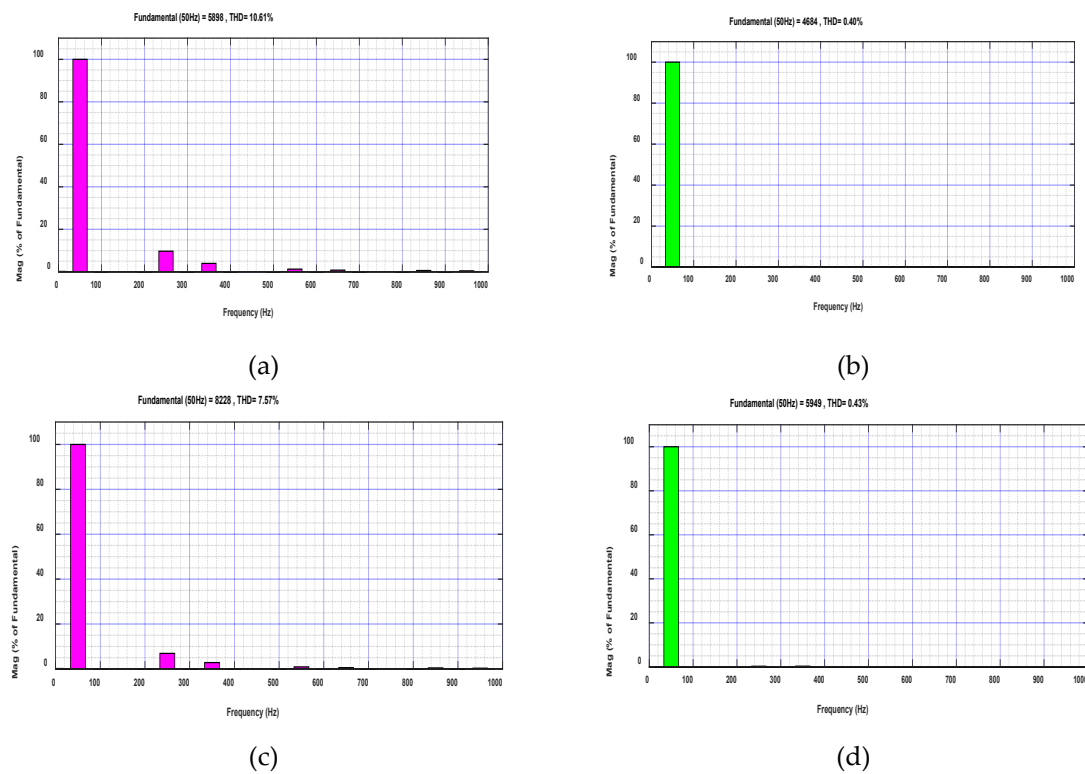 Fundamental (50Hz) = 5898 , THD= 10.61%
100
80
60
40
20
0
Mag (% of Fundamental)
0 100 200 300 400 500 600 700 800 900 1000
Frequency (Hz)
(a)
Fundamental (50Hz) = 4684 , THD= 0.40%
100
80
60
40
20
0
Mag (% of Fundamental)
0 100 200 300 400 500 600 700 800 900 1000
Frequency (Hz)
(b)
Fundamental (50Hz) = 8228 , THD= 7.57%
100
80
60
40
20
0
Mag (% of Fundamental)
0 100 200 300 400 500 600 700 800 900 1000
Frequency (Hz)
(c)
Fundamental (50Hz) = 5949 , THD= 0.43%
100
80
60
40
20
0
Mag (% of Fundamental)
0 100 200 300 400 500 600 700 800 900 1000
Frequency (Hz)
(d)